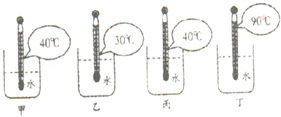 40℃ 30℃ 40℃ 90℃
水 水 水 水
甲 乙 丙 丁